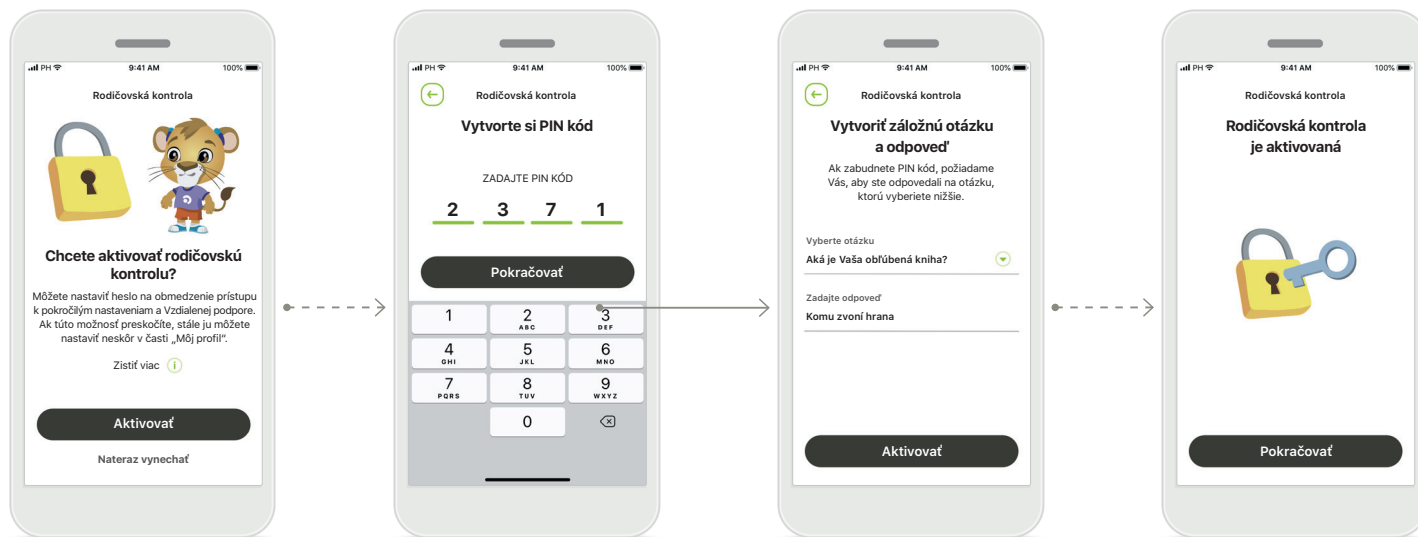 PH
9:41 AM
100%
Rodičovská kontrola
Chcete aktivovať rodičovskú
kontrolu?
Môžete nastaviť heslo na obmedzenie prístupu
k pokročilým nastaveniam a Vzdialenej podpore.
Ak túto možnosť preskočíte, stále ju môžete
nastaviť neskôr v časti „Môj profil“.
Zistiť viac i
Aktivovať
Nateraz vynechať
PH
9:41 AM
100%
Rodičovská kontrola
Vytvorte si PIN kód
ZADAJTE PIN KÓD
2 3 7 1
Pokračovať
1 2 3
ABC DEF
4 5 6
GHI JKL MNO
7 8 9
PQRS TUV WXYZ
0
PH
9:41 AM
100%
Rodičovská kontrola
Vytvoriť záložnú otázku
a odpoveď
Ak zabudnete PIN kód, požiadame
Vás, aby ste odpovedali na otázku,
ktorú vyberiete nižšie.
Vyberte otázku
Aká je Vaša obľúbená kniha?
Zadajte odpoveď
Komu zvoní hrana
Aktivovať
PH
9:41 AM
100%
Rodičovská kontrola
Rodičovská kontrola
je aktivovaná
Pokračovať